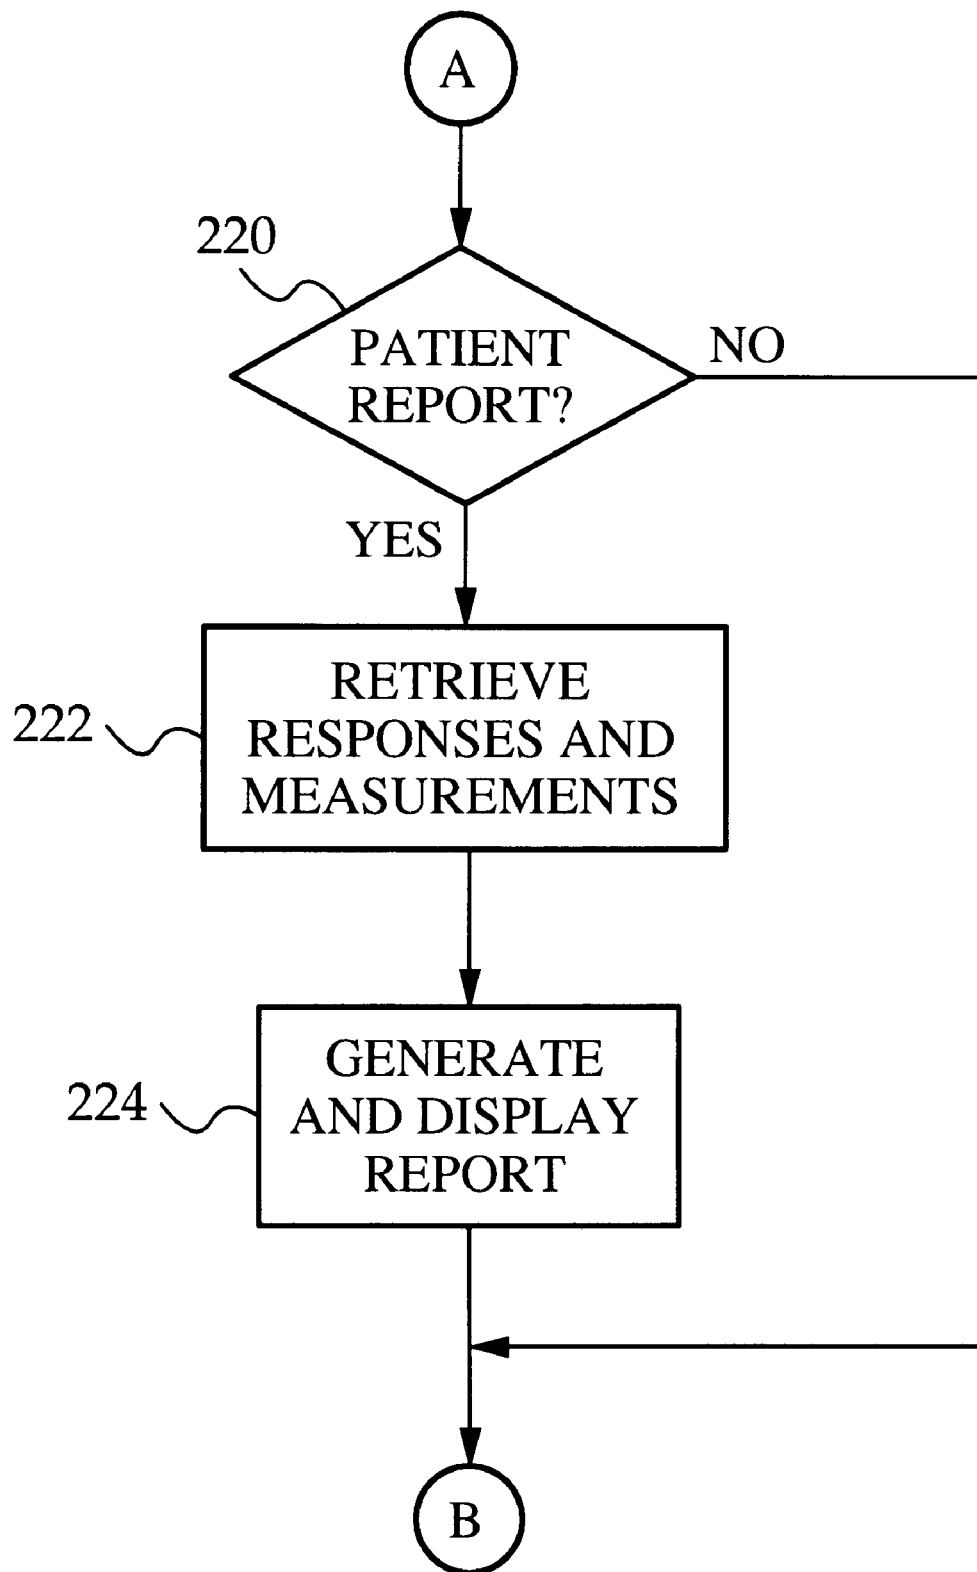 A
220
PATIENT
REPORT?
NO
YES
222
RETRIEVE
RESPONSES AND
MEASUREMENTS
224
GENERATE
AND DISPLAY
REPORT
B